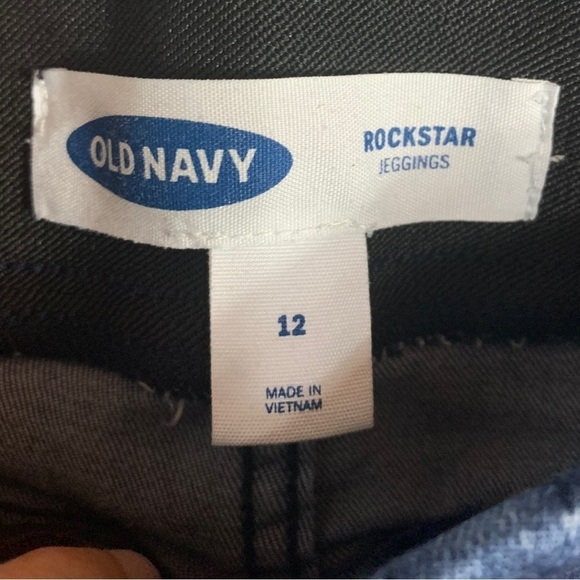 OLD NAVY
ROCKSTAR
JEGGINGS
12
MADE IN
VIETNAM